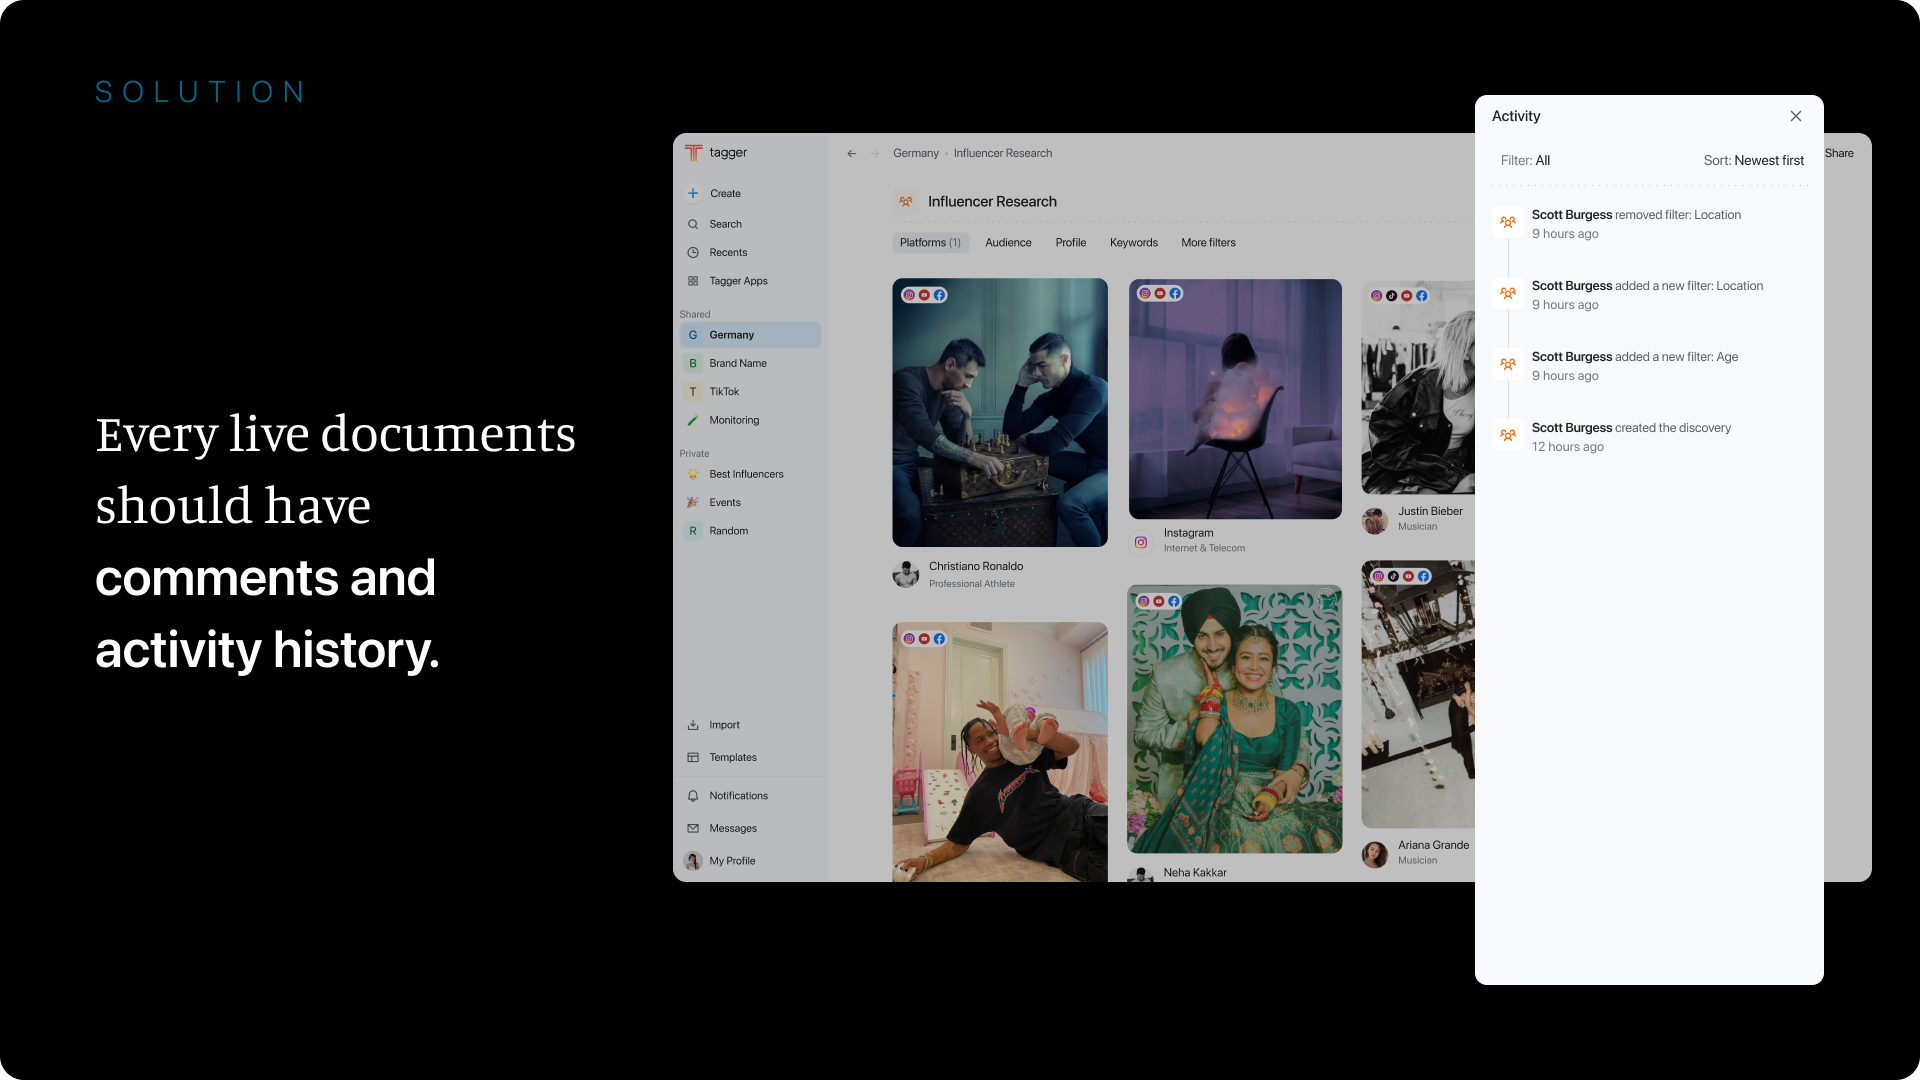 SOLUTION
Every live documents
should have
comments and
activity history.
tagger
Create
Search
Recents
Tagger Apps
Shared
G Germany
B Brand Name
T TikTok
Monitoring
Private
Best Influencers
Events
R Random
Import
Templates
Notifications
Messages
My Profile
Germany · Influencer Research
Share
Influencer Research
Platforms (1) Audience Profile Keywords More filters
Christiano Ronaldo
Professional Athlete
Instagram
Internet & Telecom
Justin Bieber
Musician
Neha Kakkar
Ariana Grande
Musician
Activity
Filter: All Sort: Newest first
Scott Burgess removed filter: Location
9 hours ago
Scott Burgess added a new filter: Location
9 hours ago
Scott Burgess added a new filter: Age
9 hours ago
Scott Burgess created the discovery
12 hours ago